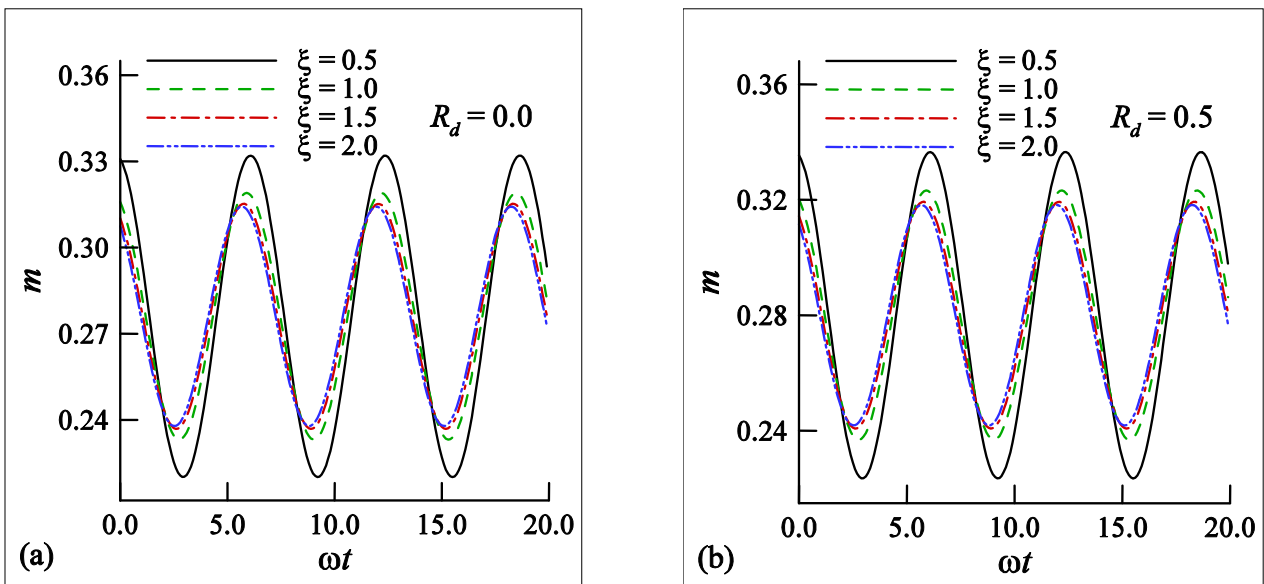 ξ = 0.5
ξ = 1.0
ξ = 1.5
ξ = 2.0
R_d = 0.0
0.36
0.33
0.30
0.27
0.24
m
0.0 5.0 10.0 15.0 20.0
ωt
(a)
ξ = 0.5
ξ = 1.0
ξ = 1.5
ξ = 2.0
R_d = 0.5
0.36
0.32
0.28
0.24
m
0.0 5.0 10.0 15.0 20.0
ωt
(b)